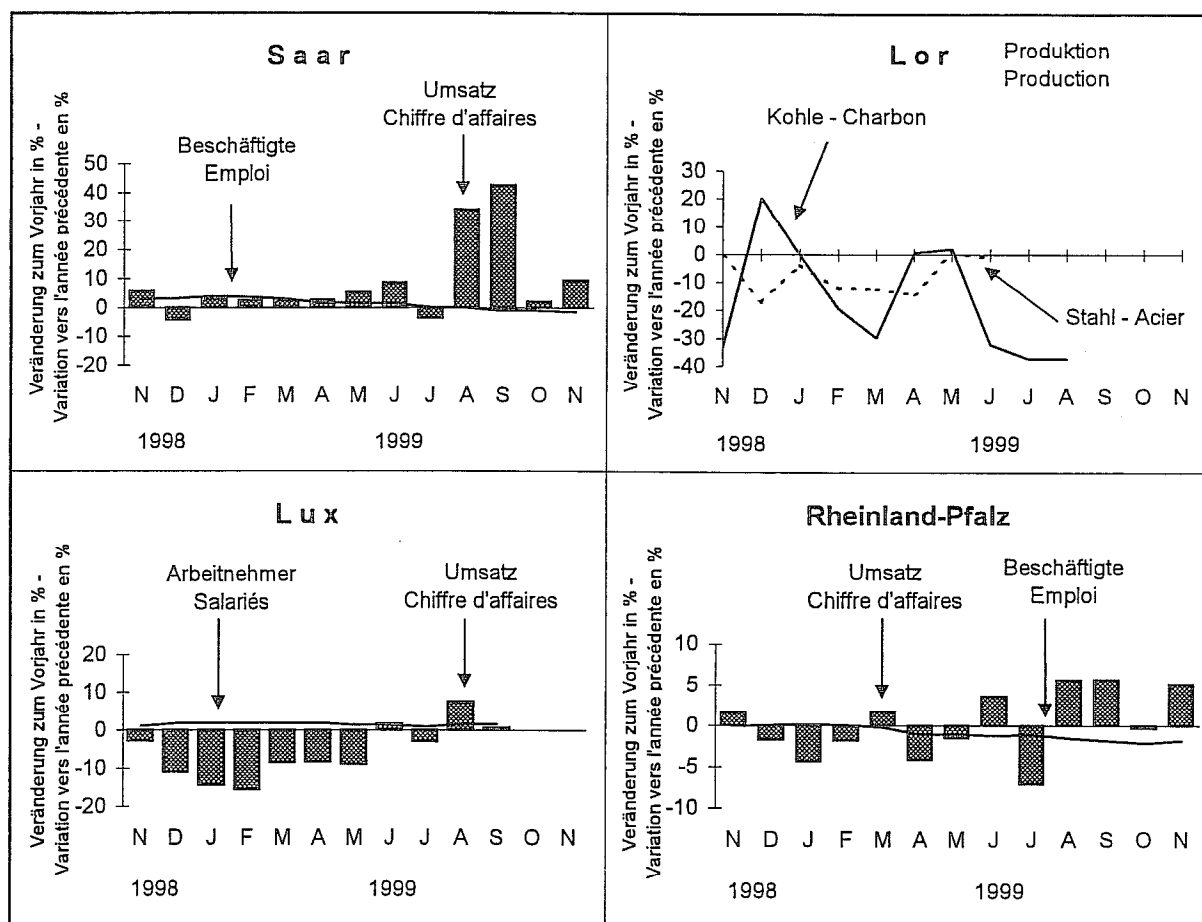 Saar
Umsatz
Chiffre d'affaires
Beschäftigte
Emploi
Veränderung zum Vorjahr in % -
Variation vers l'année précédente en %
50
40
30
20
10
0
-10
-20
N D J F M A M J J A S O N
1998 1999
Lor
Produktion
Production
Kohle - Charbon
Stahl - Acier
Veränderung zum Vorjahr in % -
Variation vers l'année précédente en %
30
20
10
0
-10
-20
-30
-40
N D J F M A M J J A S O N
1998 1999
Lux
Arbeitnehmer
Salariés
Umsatz
Chiffre d'affaires
Veränderung zum Vorjahr in % -
Variation vers l'année précédente en %
20
10
0
-10
-20
N D J F M A M J J A S O N
1998 1999
Rheinland-Pfalz
Umsatz
Chiffre d'affaires
Beschäftigte
Emploi
Veränderung zum Vorjahr in % -
Variation vers l'année précédente en %
10
5
0
-5
-10
N D J F M A M J J A S O N
1998 1999